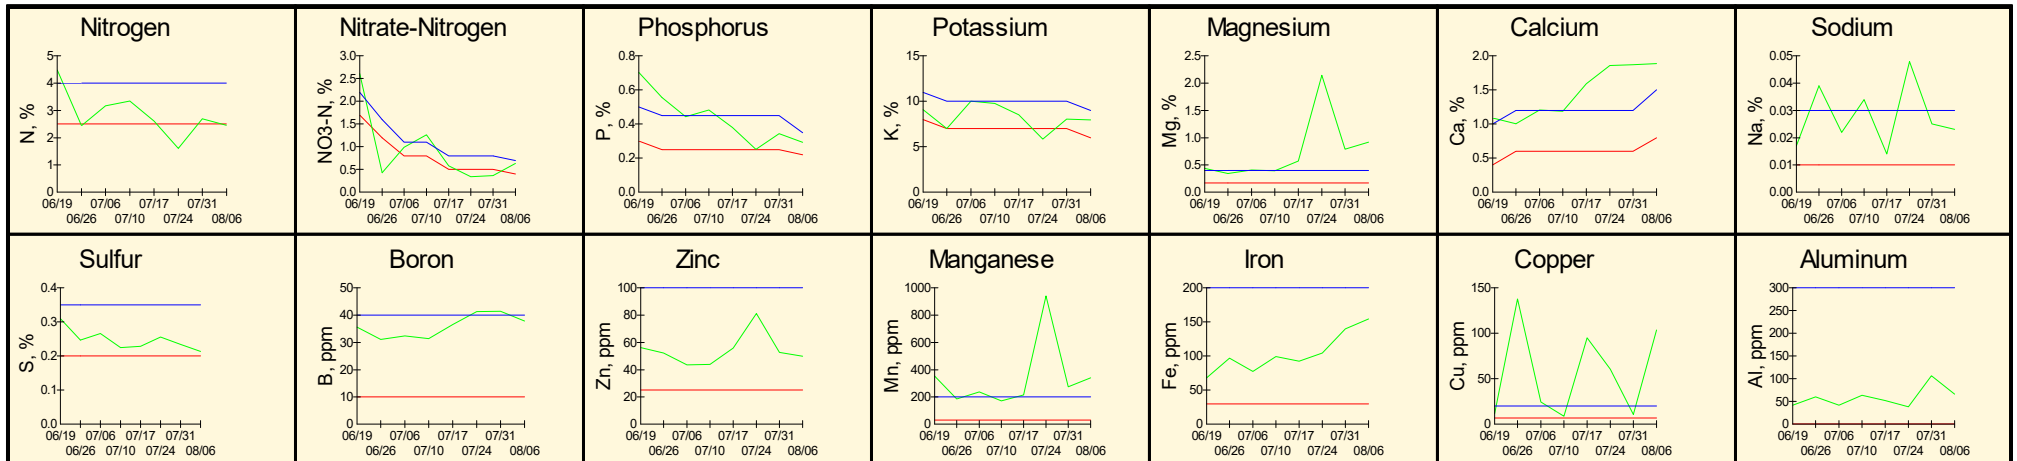 Nitrogen
N, %
5
4
3
2
1
0
06/19 07/06 07/17 07/31
06/26 07/10 07/24 08/06
Nitrate-Nitrogen
NO3-N, %
3.0
2.5
2.0
1.5
1.0
0.5
0.0
06/19 07/06 07/17 07/31
06/26 07/10 07/24 08/06
Phosphorus
P, %
0.8
0.6
0.4
0.2
0.0
06/19 07/06 07/17 07/31
06/26 07/10 07/24 08/06
Potassium
K, %
15
10
5
0
06/19 07/06 07/17 07/31
06/26 07/10 07/24 08/06
Magnesium
Mg, %
2.5
2.0
1.5
1.0
0.5
0.0
06/19 07/06 07/17 07/31
06/26 07/10 07/24 08/06
Calcium
Ca, %
2.0
1.5
1.0
0.5
0.0
06/19 07/06 07/17 07/31
06/26 07/10 07/24 08/06
Sodium
Na, %
0.05
0.04
0.03
0.02
0.01
0.00
06/19 07/06 07/17 07/31
06/26 07/10 07/24 08/06
Sulfur
S, %
0.4
0.3
0.2
0.1
0.0
06/19 07/06 07/17 07/31
06/26 07/10 07/24 08/06
Boron
B, ppm
50
40
30
20
10
0
06/19 07/06 07/17 07/31
06/26 07/10 07/24 08/06
Zinc
Zn, ppm
100
80
60
40
20
0
06/19 07/06 07/17 07/31
06/26 07/10 07/24 08/06
Manganese
Mn, ppm
1000
800
600
400
200
0
06/19 07/06 07/17 07/31
06/26 07/10 07/24 08/06
Iron
Fe, ppm
200
150
100
50
0
06/19 07/06 07/17 07/31
06/26 07/10 07/24 08/06
Copper
Cu, ppm
150
100
50
0
06/19 07/06 07/17 07/31
06/26 07/10 07/24 08/06
Aluminum
Al, ppm
300
250
200
150
100
50
0
06/19 07/06 07/17 07/31
06/26 07/10 07/24 08/06